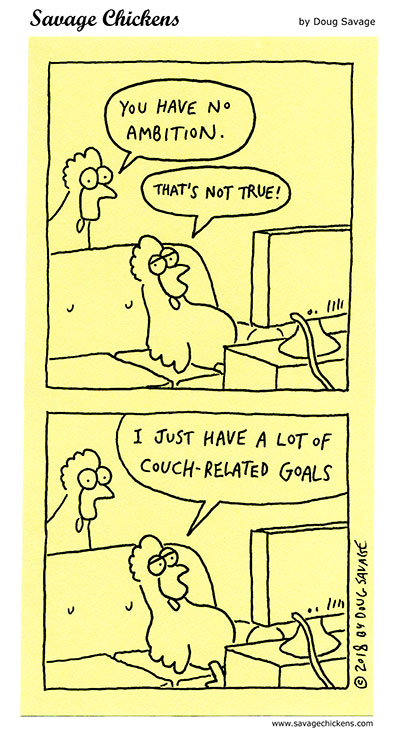 Savage Chickens
by Doug Savage
YOU HAVE NO
AMBITION.
THAT'S NOT TRUE!
I JUST HAVE A LOT OF
COUCH-RELATED GOALS
© 2018 BY DOUG SAVAGE
www.savagechickens.com